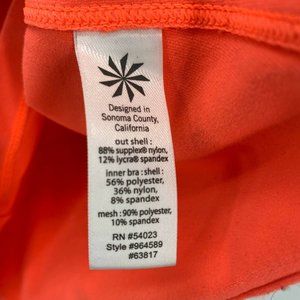 Designed in
Sonoma County,
California
out shell :
88% supplex® nylon,
12% lycra® spandex
inner bra : shell :
56% polyester,
36% nylon,
8% spandex
mesh : 90% polyester,
10% spandex
RN #54023
Style #964589
#63817